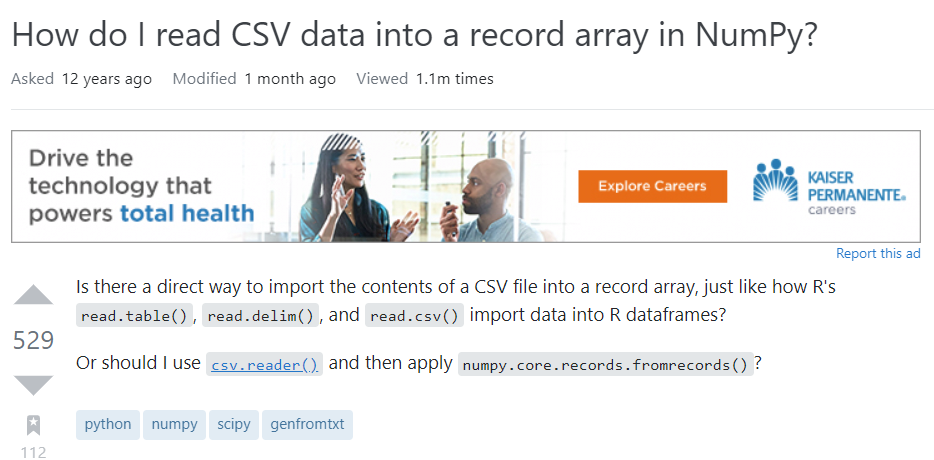 How do I read CSV data into a record array in NumPy?
Asked 12 years ago Modified 1 month ago Viewed 1.1m times
Drive the
technology that
powers total health
Explore Careers
KAISER
PERMANENTE®
careers
Report this ad
Is there a direct way to import the contents of a CSV file into a record array, just like how R's
read.table(), read.delim(), and read.csv() import data into R dataframes?
529
Or should I use csv.reader() and then apply numpy.core.records.fromrecords()?
python numpy scipy genfromtxt
112